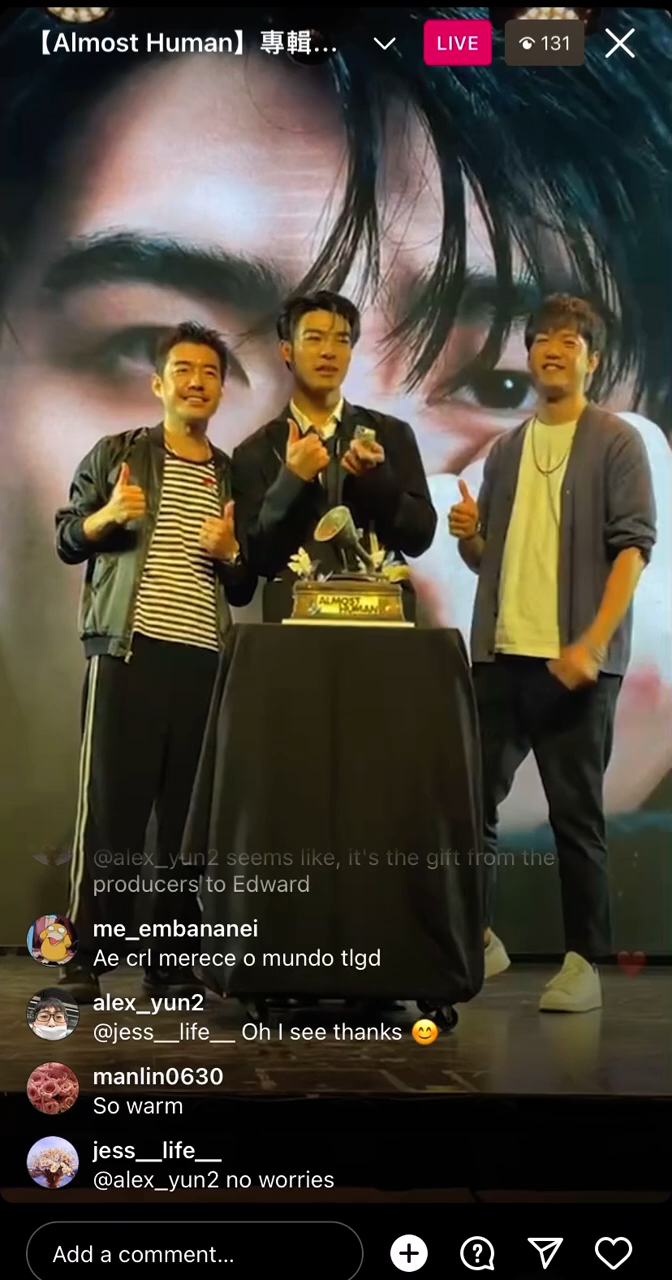 【Almost Human】專輯...
LIVE
131
ALMOST
HUMAN
@alex_yun2 seems like, it's the gift from the
producers to Edward
me_embananei
Ae crl merece o mundo tlgd
alex_yun2
@jess__life__ Oh I see thanks 😊
manlin0630
So warm
jess__life__
@alex_yun2 no worries
Add a comment...